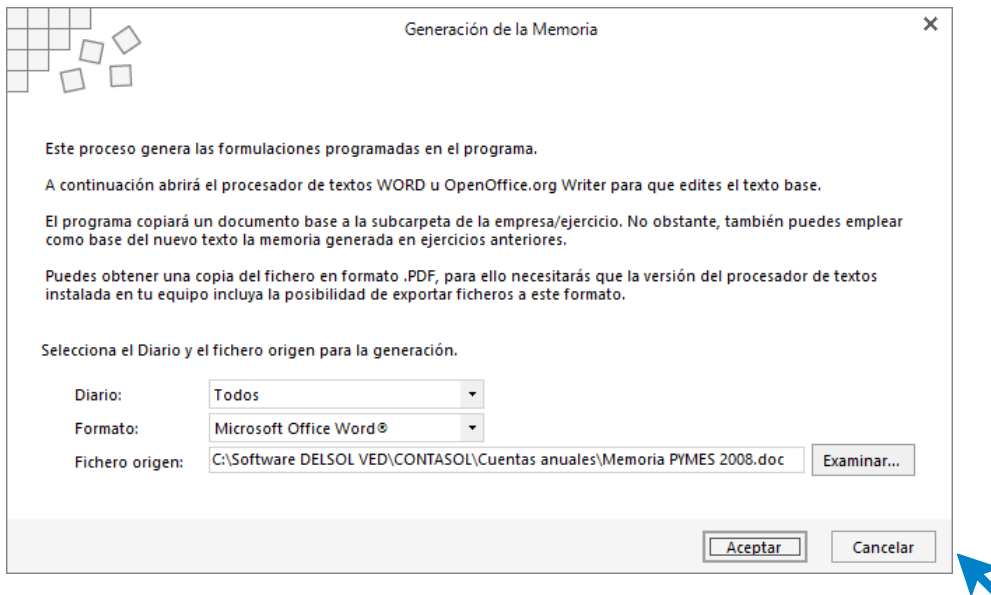 Generación de la Memoria
Este proceso genera las formulaciones programadas en el programa.
A continuación abrirá el procesador de textos WORD u OpenOffice.org Writer para que edites el texto base.
El programa copiará un documento base a la subcarpeta de la empresa/ejercicio. No obstante, también puedes emplear
como base del nuevo texto la memoria generada en ejercicios anteriores.
Puedes obtener una copia del fichero en formato .PDF, para ello necesitarás que la versión del procesador de textos
instalada en tu equipo incluya la posibilidad de exportar ficheros a este formato.
Selecciona el Diario y el fichero origen para la generación.
Diario: Todos
Formato: Microsoft Office Word®
Fichero origen: C:\Software DELSOL VED\CONTASOL\Cuentas anuales\Memoria PYMES 2008.doc Examinar...
Aceptar Cancelar